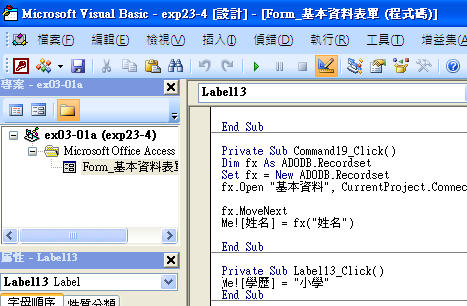 Microsoft Visual Basic - exp23-4 [設計] - [Form_基本資料表單 (程式碼)]
檔案(F) 編輯(E) 檢視(V) 插入(I) 偵錯(D) 執行(R) 工具(T) 增益集(A
專案 - ex03-01a
ex03-01a (exp23-4)
Microsoft Office Access
Form_基本資料表單
屬性 - Label13
Label13 Label
字母順序 性質分類
Label13
End Sub
Private Sub Command19_Click()
Dim fx As ADODB.Recordset
Set fx = New ADODB.Recordset
fx.Open "基本資料", CurrentProject.Connec
fx.MoveNext
Me![姓名] = fx("姓名")
End Sub
Private Sub Label13_Click()
Me![學歷] = "小學"
End Sub